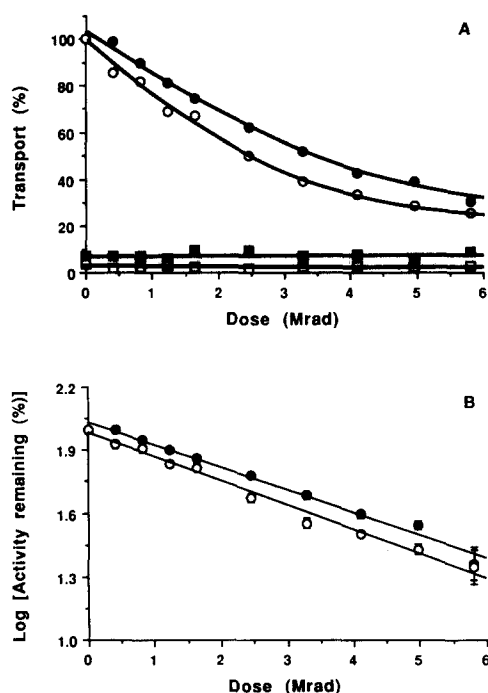 A
Transport (%)
100
80
60
40
20
0
0 1 2 3 4 5 6
Dose (Mrad)
B
Log [Activity remaining (%)]
2.2
1.9
1.6
1.3
1.0
0 1 2 3 4 5 6
Dose (Mrad)